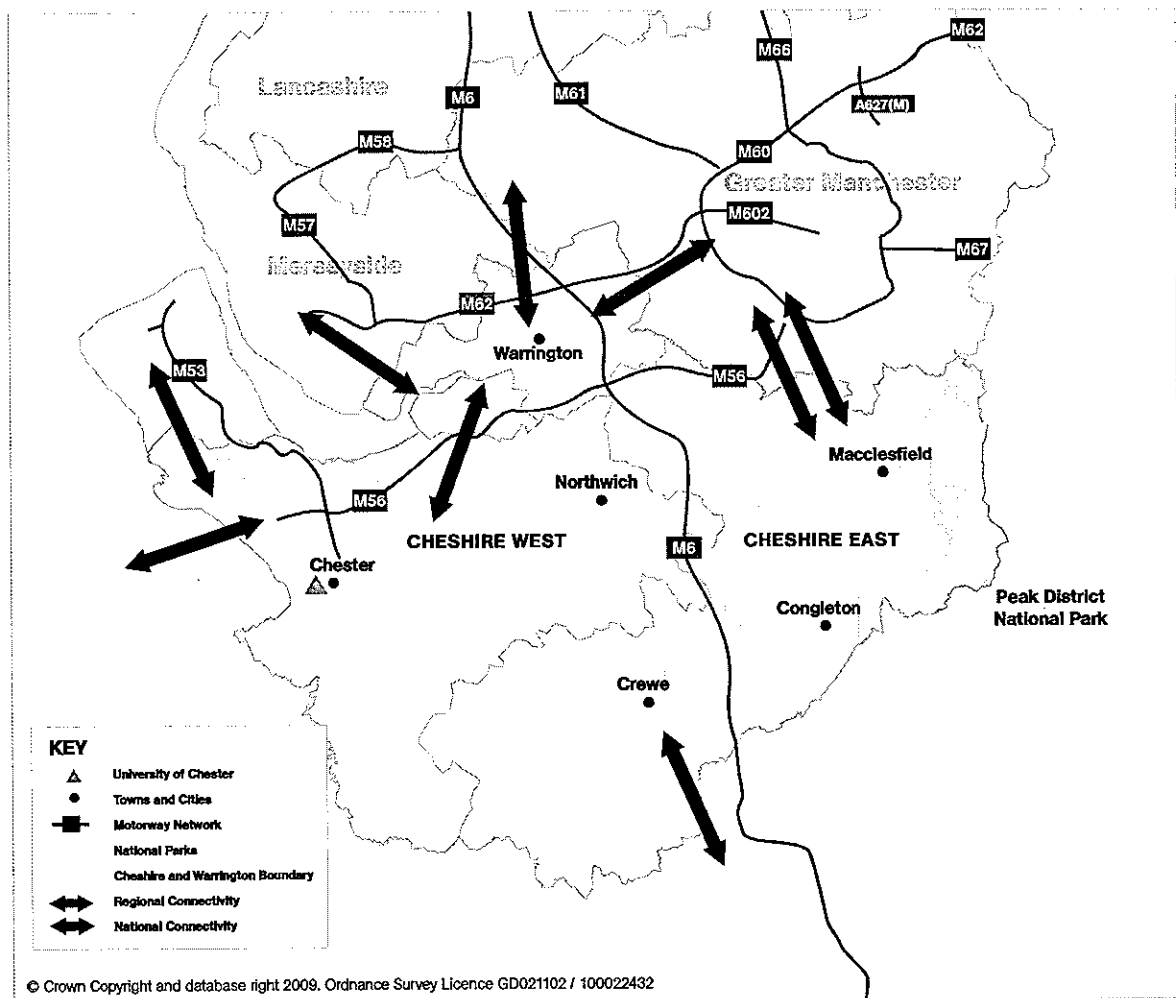 M62
M66
Lancashire
M6
M61
A627(M)
M58
M60
Greater Manchester
M602
M57
M67
Merseyside
M62
Warrington
M53
M56
Macclesfield
Northwich
M56
CHESHIRE WEST
M6
CHESHIRE EAST
Chester
Peak District
National Park
Congleton
Crewe
KEY
University of Chester
Towns and Cities
Motorway Network
National Parks
Cheshire and Warrington Boundary
Regional Connectivity
National Connectivity
© Crown Copyright and database right 2009. Ordnance Survey Licence GD021102 / 100022432